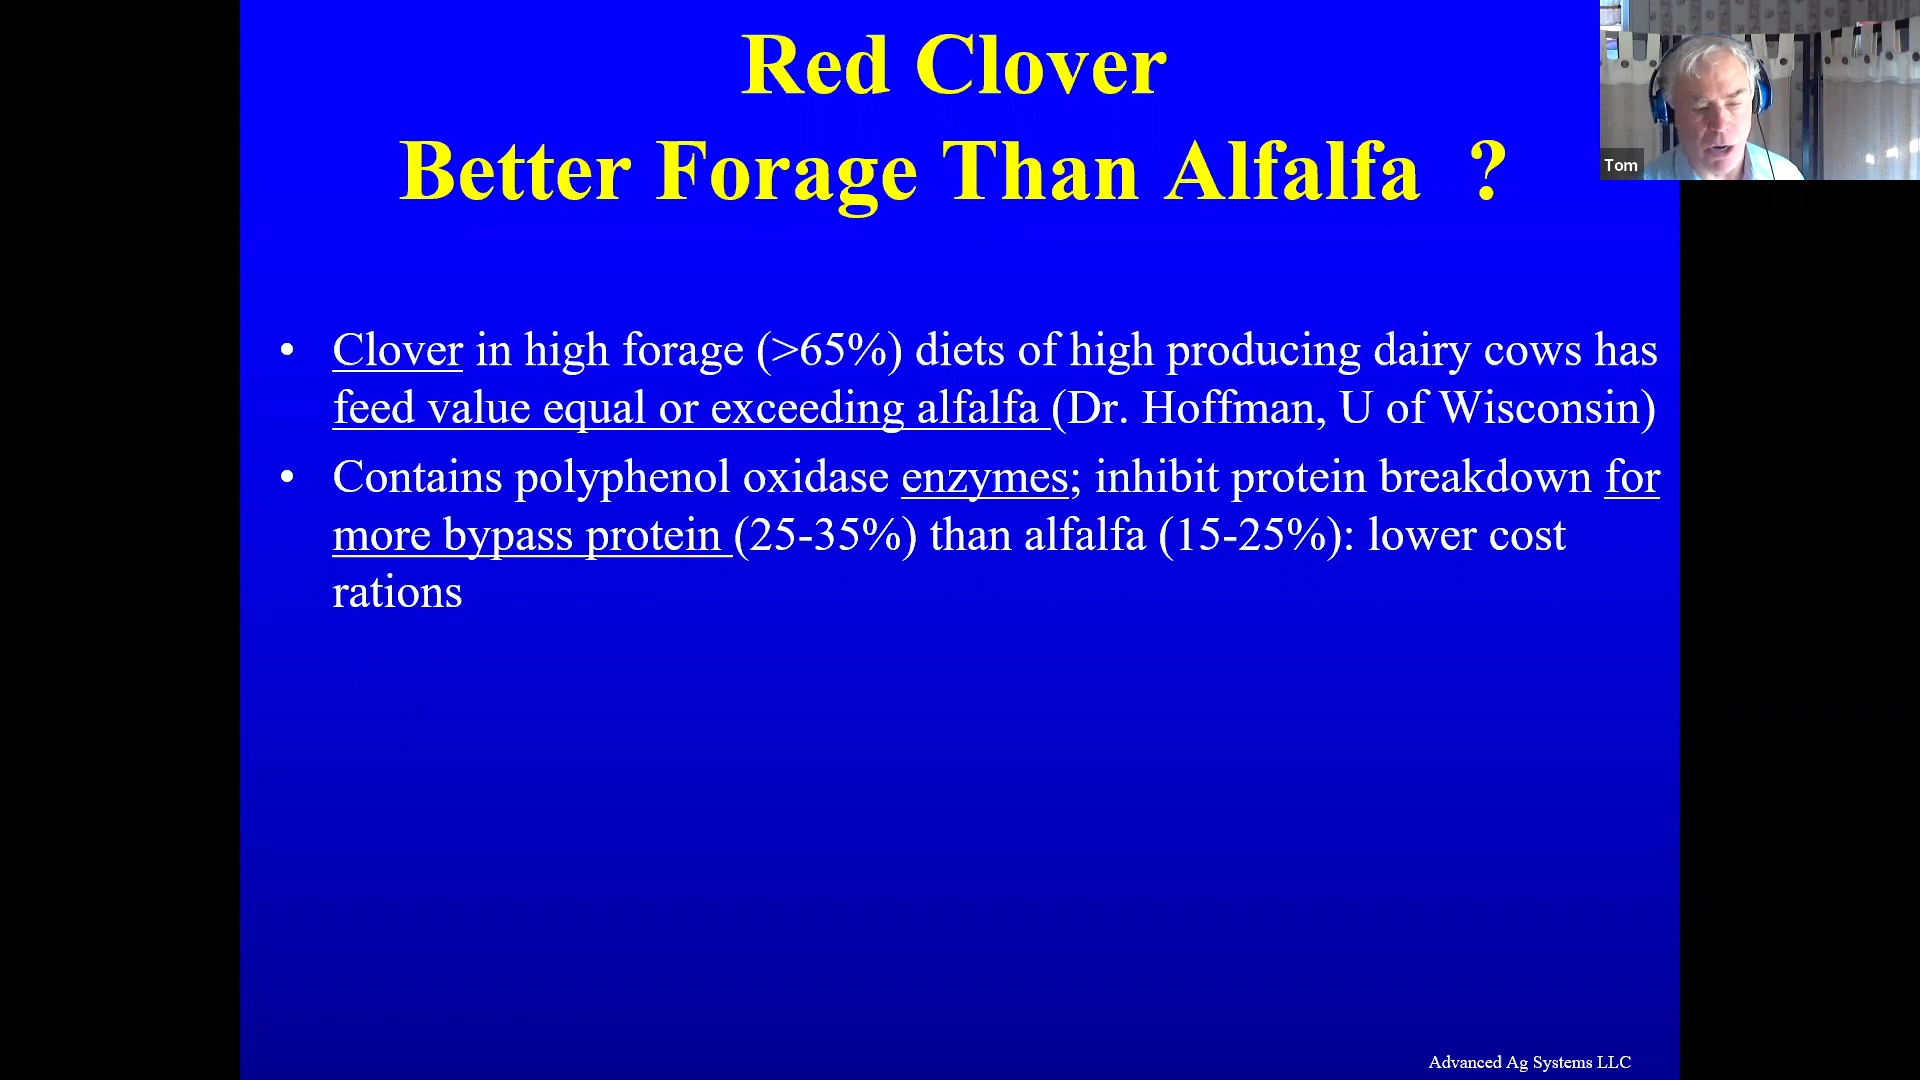 Red Clover
Better Forage Than Alfalfa ?
Tom
• Clover in high forage (>65%) diets of high producing dairy cows has
feed value equal or exceeding alfalfa (Dr. Hoffman, U of Wisconsin)
• Contains polyphenol oxidase enzymes; inhibit protein breakdown for
more bypass protein (25-35%) than alfalfa (15-25%): lower cost
rations
Advanced Ag Systems LLC